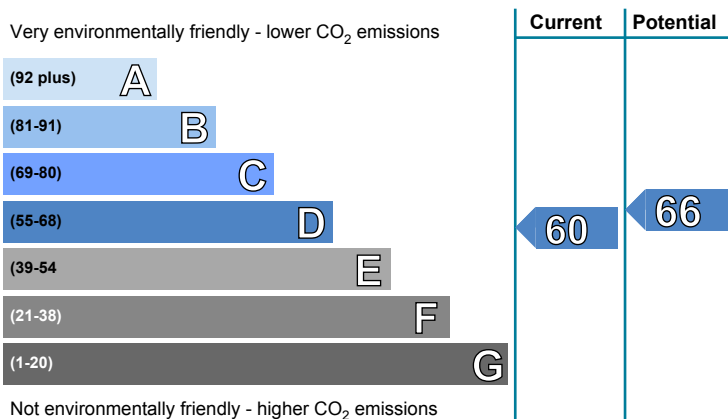 Very environmentally friendly - lower CO₂ emissions
Current
Potential
(92 plus) A
(81-91) B
(69-80) C
(55-68) D
60
66
(39-54 E
(21-38) F
(1-20) G
Not environmentally friendly - higher CO₂ emissions